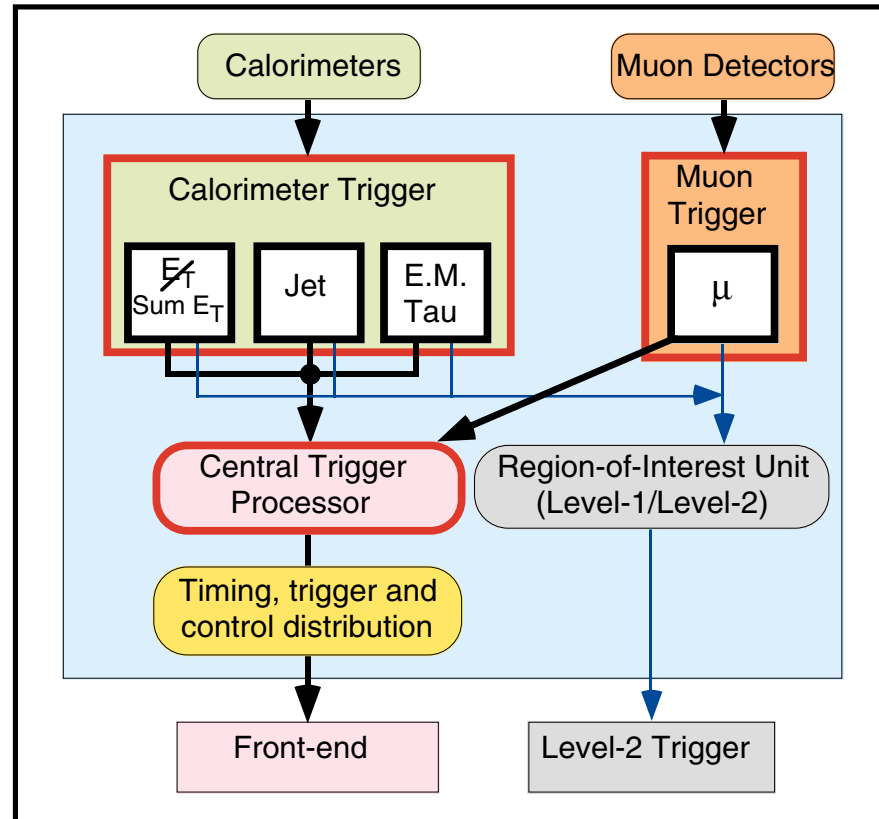 Calorimeters
Muon Detectors
Calorimeter Trigger
Muon
Trigger
E̸T
Sum ET
Jet
E.M.
Tau
μ
Central Trigger
Processor
Region-of-Interest Unit
(Level-1/Level-2)
Timing, trigger and
control distribution
Front-end
Level-2 Trigger